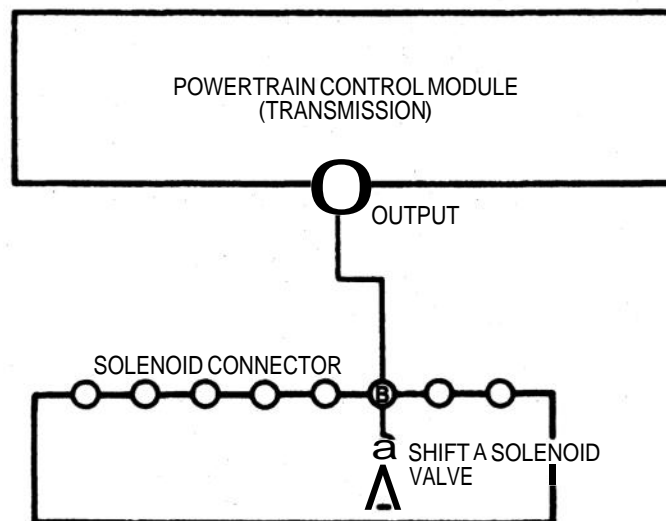 POWERTRAIN CONTROL MODULE
(TRANSMISSION)
O
OUTPUT
SOLENOID CONNECTOR
B
a SHIFT A SOLENOID
VALVE